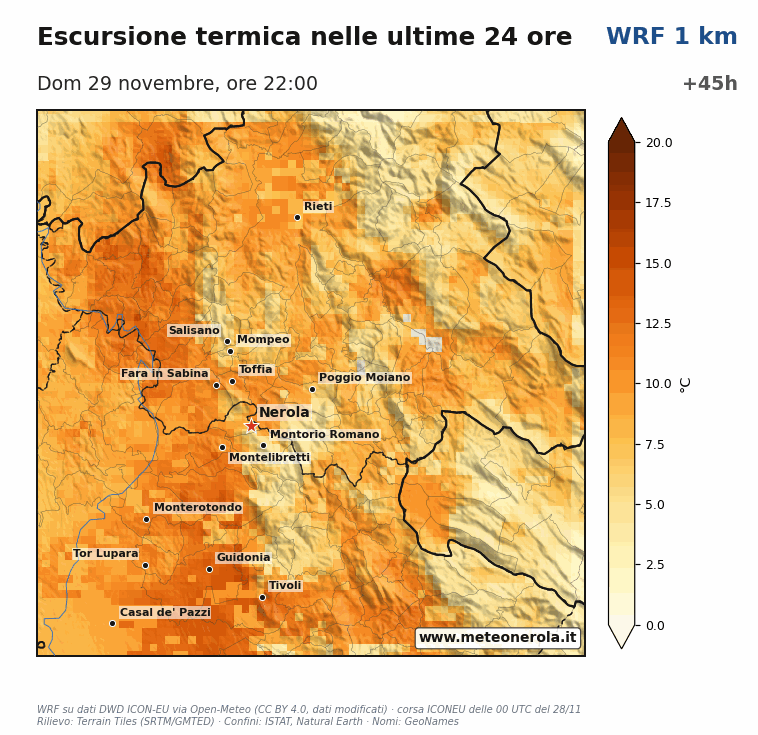 Escursione termica nelle ultime 24 ore
WRF 1 km
Dom 29 novembre, ore 22:00
+45h
Rieti
Salisano
Mompeo
Toffia
Fara in Sabina
Poggio Moiano
Nerola
Montorio Romano
Montelibretti
Monterotondo
Tor Lupara
Guidonia
Tivoli
Casal de' Pazzi
www.meteonerola.it
20.0
17.5
15.0
12.5
10.0
7.5
5.0
2.5
0.0
°C
WRF su dati DWD ICON-EU via Open-Meteo (CC BY 4.0, dati modificati) · corsa ICONEU delle 00 UTC del 28/11
Rilievo: Terrain Tiles (SRTM/GMTED) · Confini: ISTAT, Natural Earth · Nomi: GeoNames